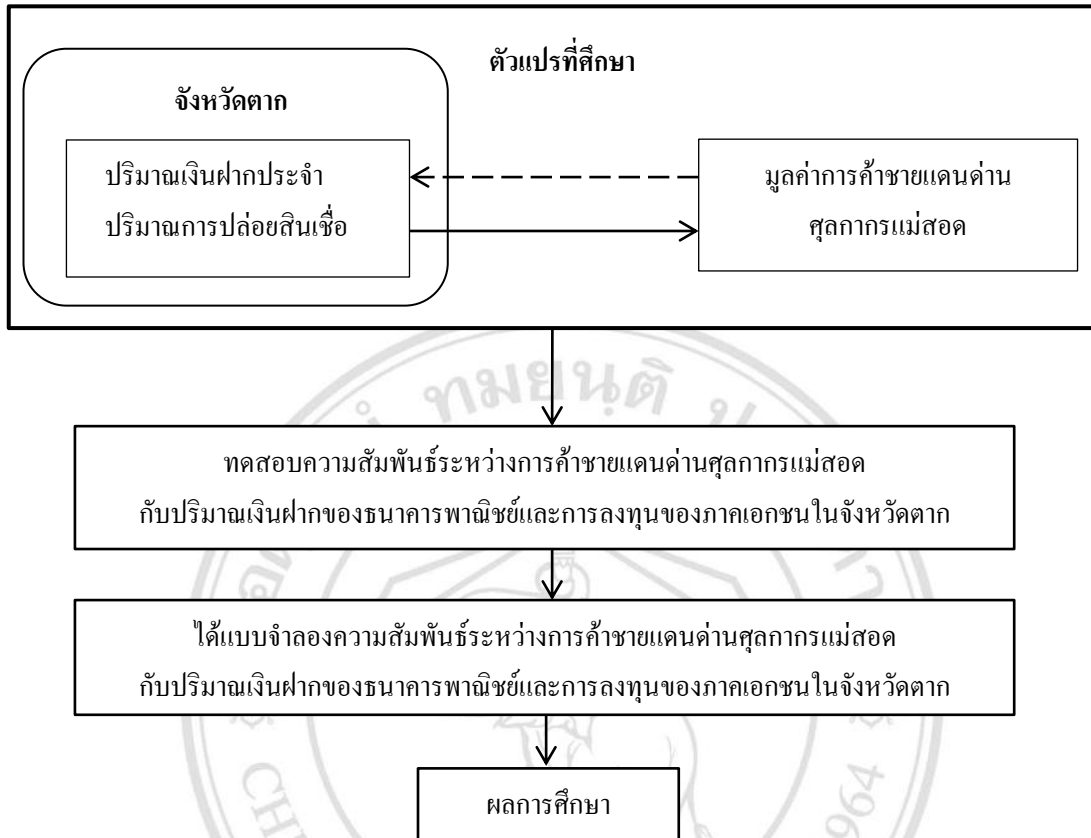 ตัวแปรที่ศึกษา
จังหวัดตาก
ปริมาณเงินฝากประจำ
ปริมาณการปล่อยสินเชื่อ
มูลค่าการค้าชายแดนด่าน
ศุลกากรแม่สอด
ทดสอบความสัมพันธ์ระหว่างการค้าชายแดนด่านศุลกากรแม่สอด
กับปริมาณเงินฝากของธนาคารพาณิชย์และการลงทุนของภาคเอกชนในจังหวัดตาก
ได้แบบจำลองความสัมพันธ์ระหว่างการค้าชายแดนด่านศุลกากรแม่สอด
กับปริมาณเงินฝากของธนาคารพาณิชย์และการลงทุนของภาคเอกชนในจังหวัดตาก
ผลการศึกษา
ทมยนฺติ
964